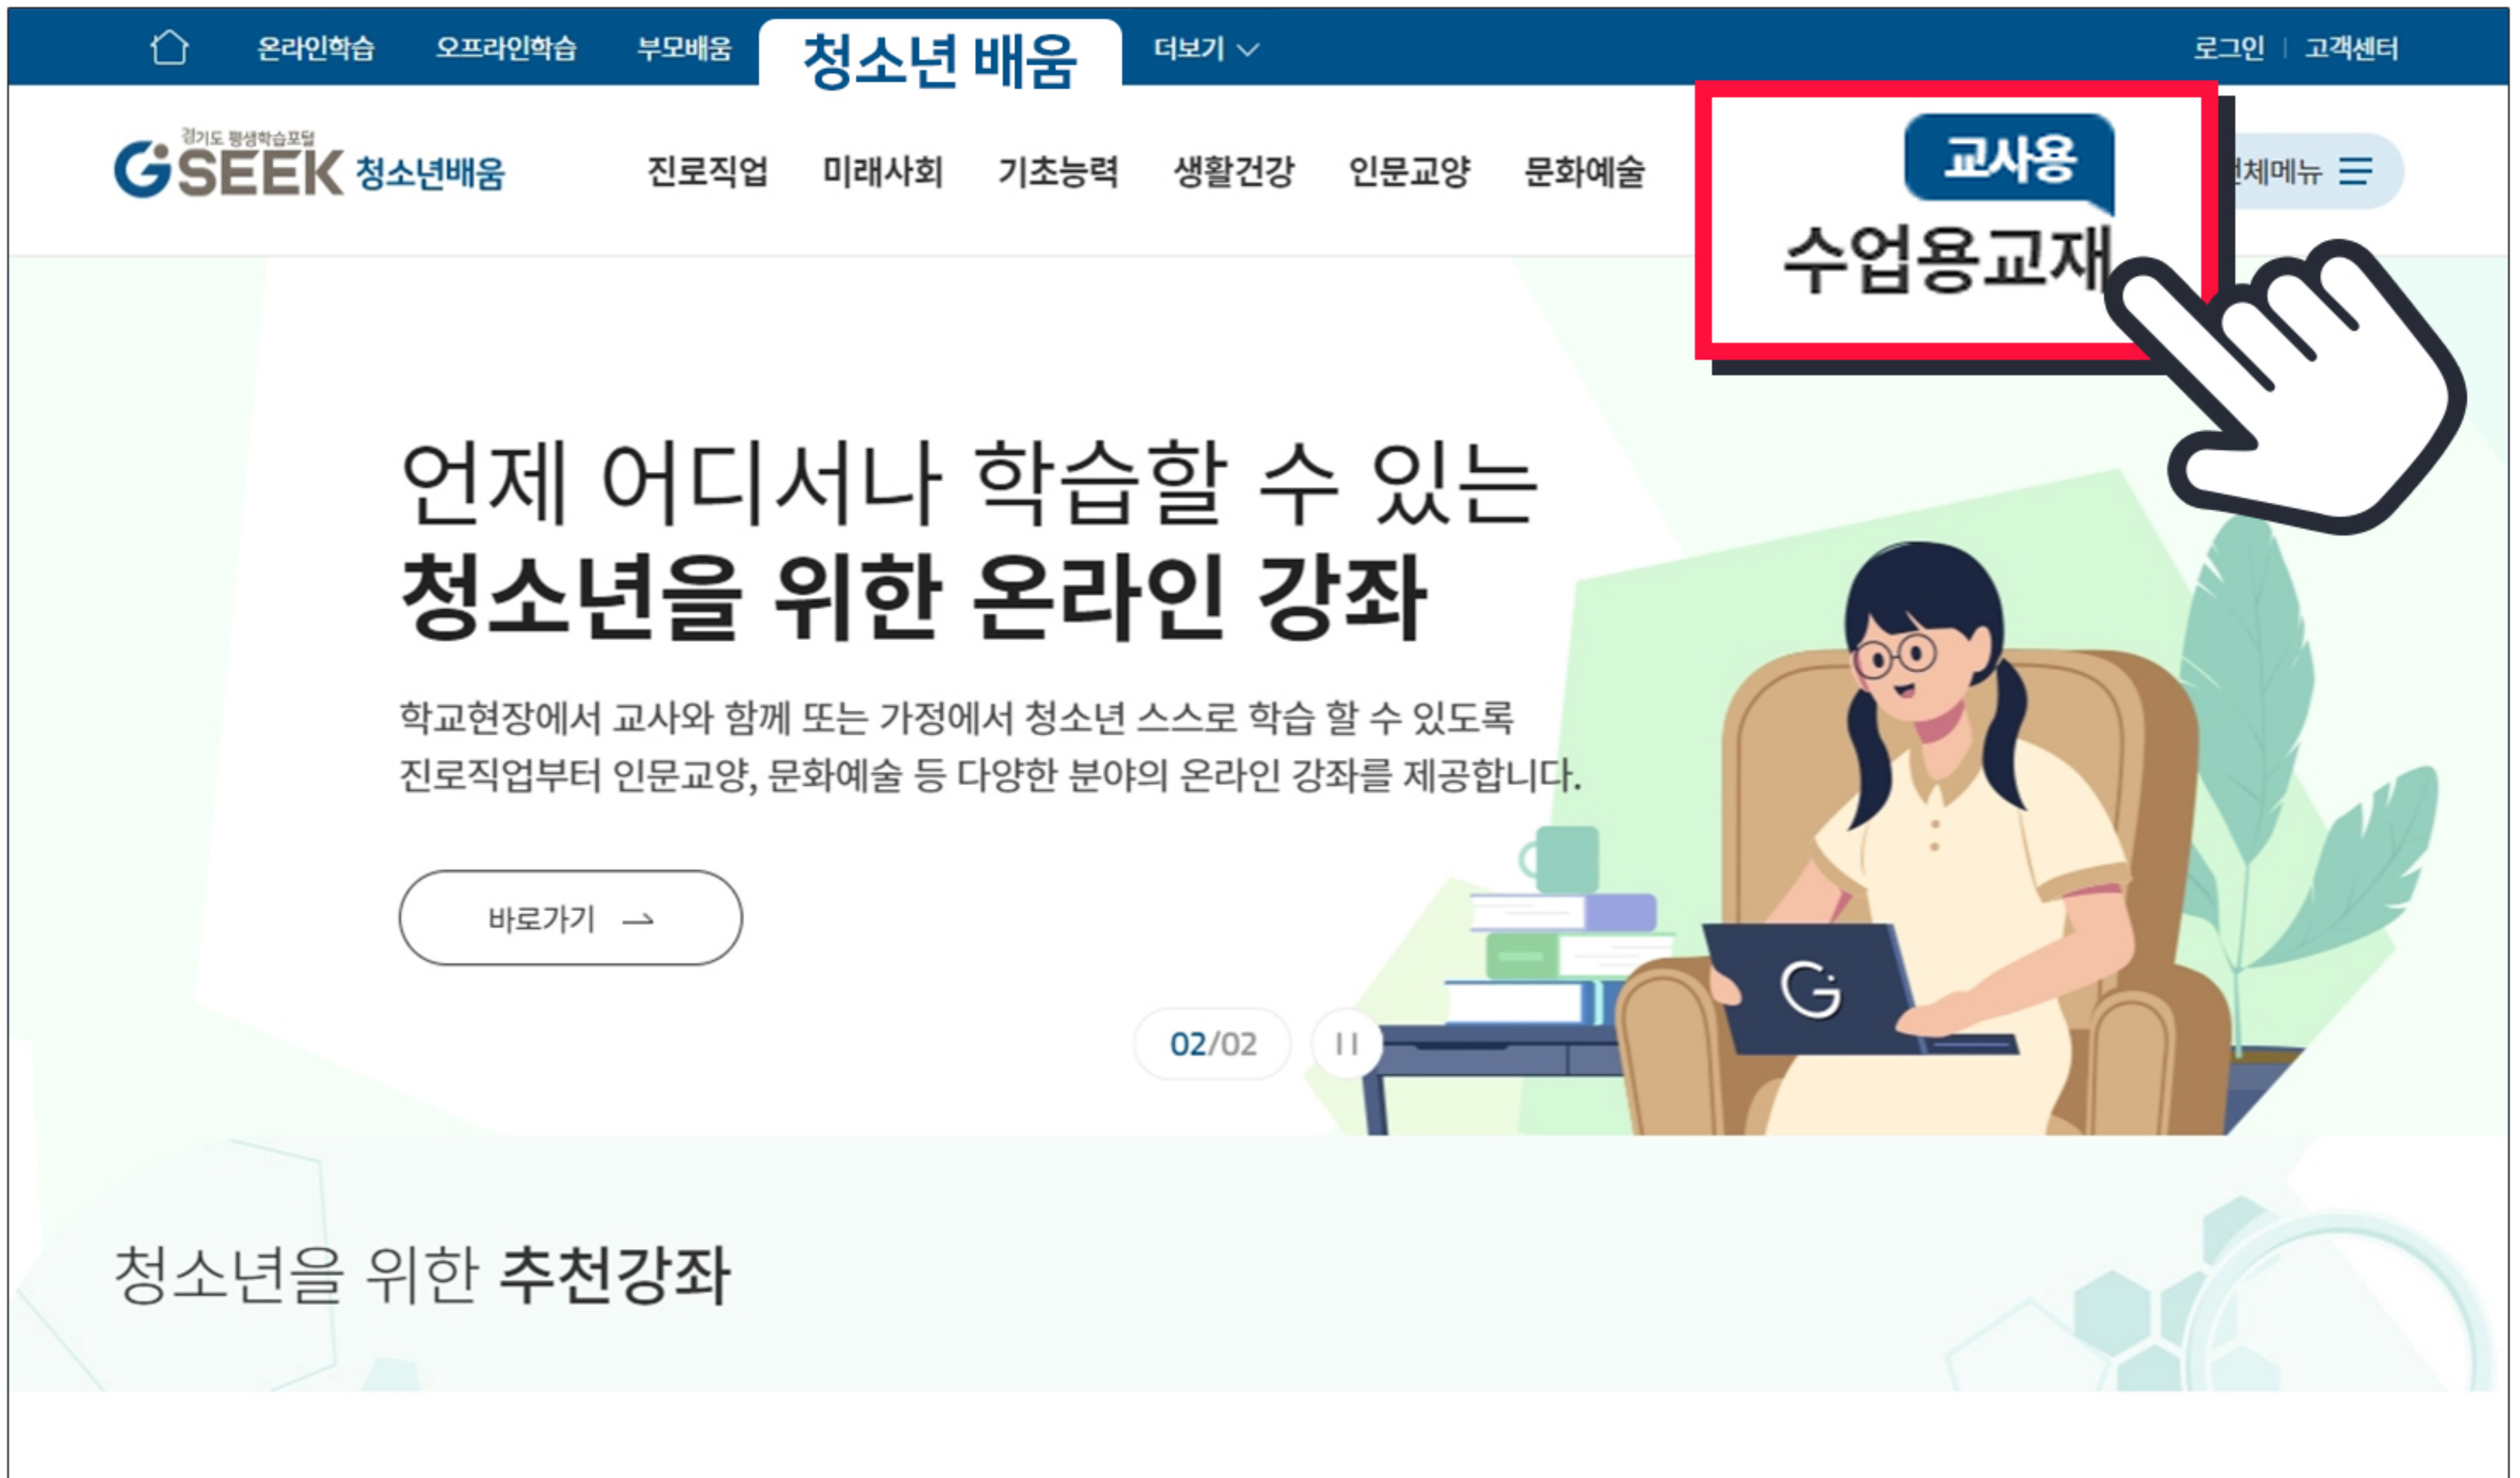 온라인학습 오프라인학습 부모배움 청소년 배움 더보기 로그인 고객센터
경기도 평생학습포털
GSEEK 청소년배움 진로직업 미래사회 기초능력 생활건강 인문교양 문화예술
교사용
수업용교재
언제 어디서나 학습할 수 있는
청소년을 위한 온라인 강좌
학교현장에서 교사와 함께 또는 가정에서 청소년 스스로 학습 할 수 있도록
진로직업부터 인문교양, 문화예술 등 다양한 분야의 온라인 강좌를 제공합니다.
바로가기
G
02/02
청소년을 위한 추천강좌